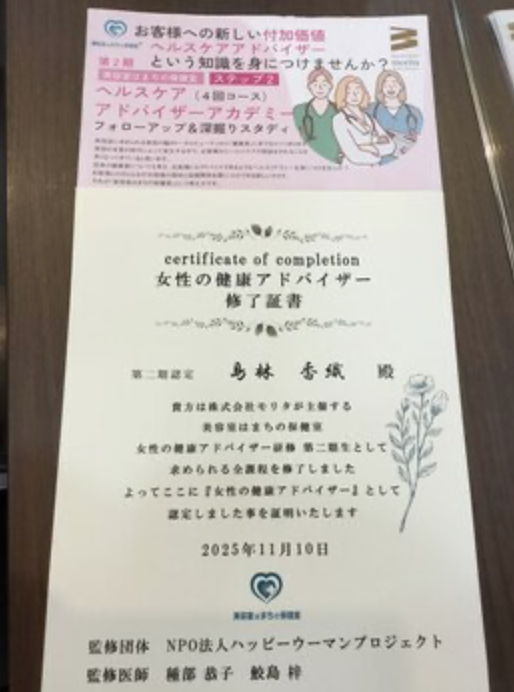 お客様への新しい付加価値
ヘルスケアアドバイザー
という知識を身につけませんか?
第2期
美容室はまちの保健室 ステップ2
ヘルスケア(4回コース)
アドバイザーアカデミー
フォローアップ&深掘りスタディ
certificate of completion
女性の健康アドバイザー
修了証書
第二期認定 島林 香織 殿
貴方は株式会社モリタが主催する
美容室はまちの保健室
女性の健康アドバイザー研修 第二期生として
求められる全課程を修了しました
よってここに『女性の健康アドバイザー』として
認定しました事を証明いたします
2025年11月10日
美容室はまちの保健室
監修団体 NPO法人ハッピーウーマンプロジェクト
監修医師 種部 恭子 鮫島 梓